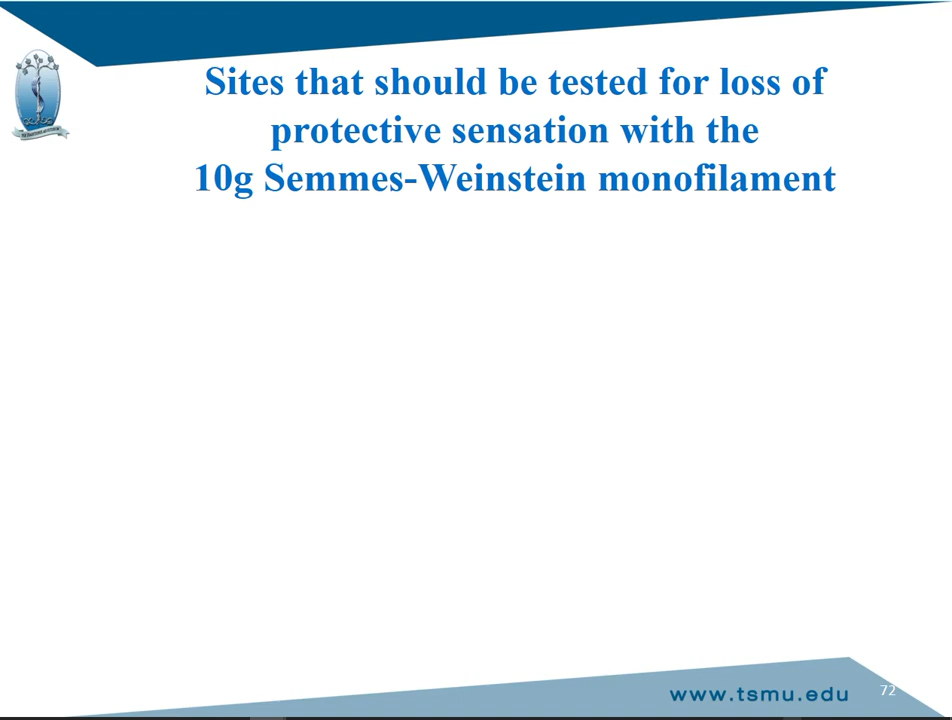 Sites that should be tested for loss of
protective sensation with the
10g Semmes-Weinstein monofilament
www.tsmu.edu
72